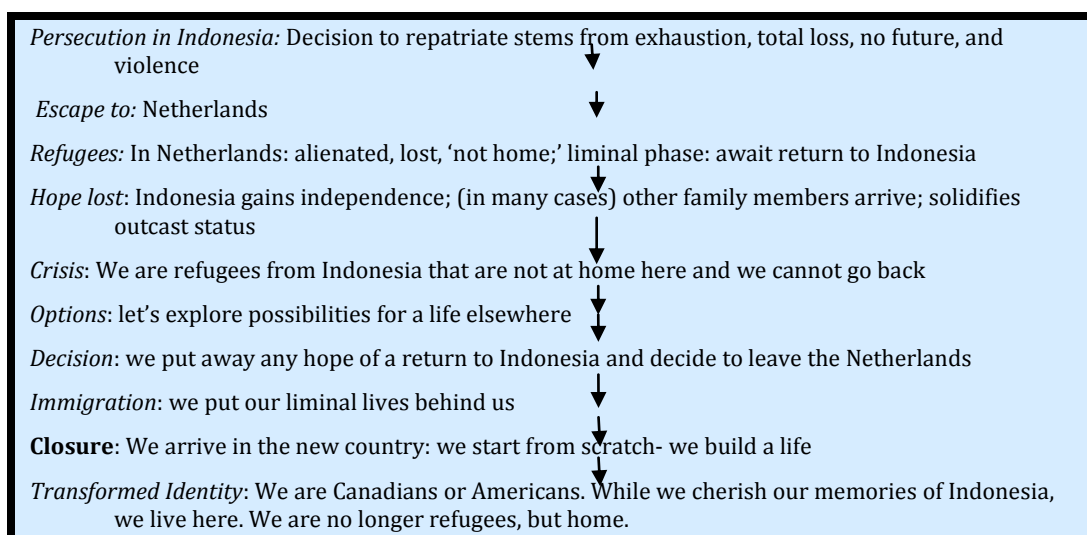 Persecution in Indonesia: Decision to repatriate stems from exhaustion, total loss, no future, and
violence
Escape to: Netherlands
Refugees: In Netherlands: alienated, lost, ‘not home;’ liminal phase: await return to Indonesia
Hope lost: Indonesia gains independence; (in many cases) other family members arrive; solidifies
outcast status
Crisis: We are refugees from Indonesia that are not at home here and we cannot go back
Options: let’s explore possibilities for a life elsewhere
Decision: we put away any hope of a return to Indonesia and decide to leave the Netherlands
Immigration: we put our liminal lives behind us
Closure: We arrive in the new country: we start from scratch- we build a life
Transformed Identity: We are Canadians or Americans. While we cherish our memories of Indonesia,
we live here. We are no longer refugees, but home.